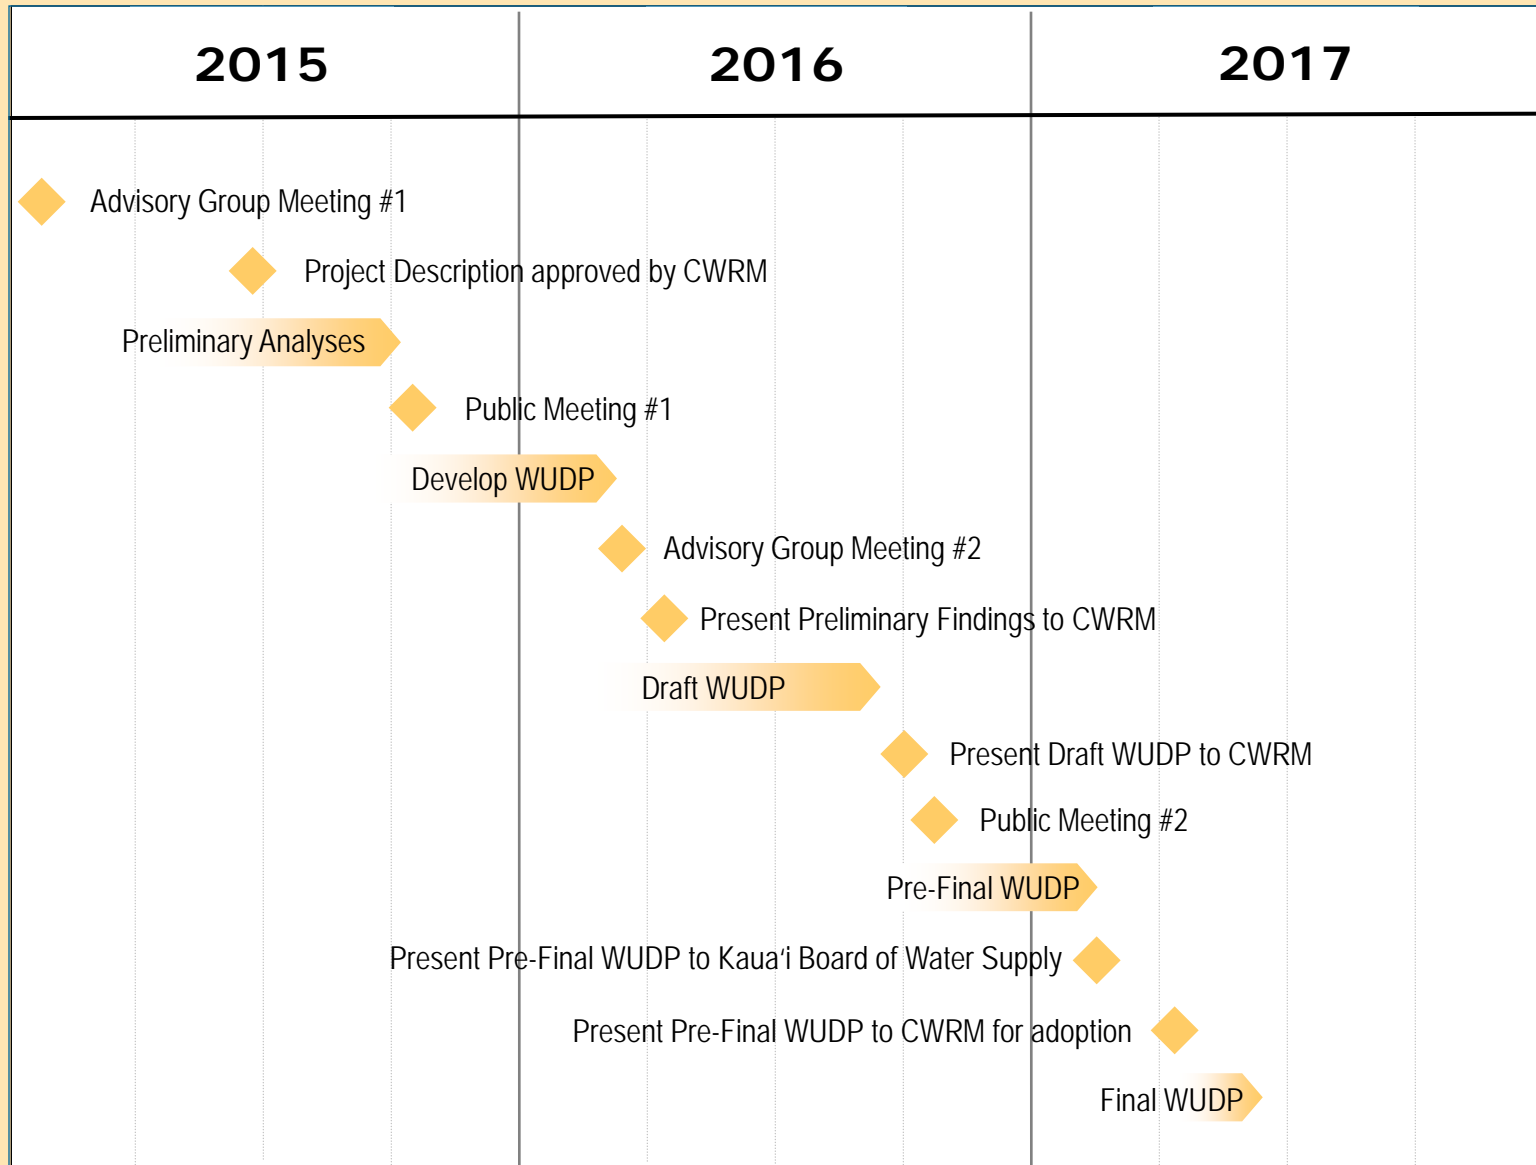 2015
2016
2017
Advisory Group Meeting #1
Project Description approved by CWRM
Preliminary Analyses
Public Meeting #1
Develop WUDP
Advisory Group Meeting #2
Present Preliminary Findings to CWRM
Draft WUDP
Present Draft WUDP to CWRM
Public Meeting #2
Pre-Final WUDP
Present Pre-Final WUDP to Kauaʻi Board of Water Supply
Present Pre-Final WUDP to CWRM for adoption
Final WUDP